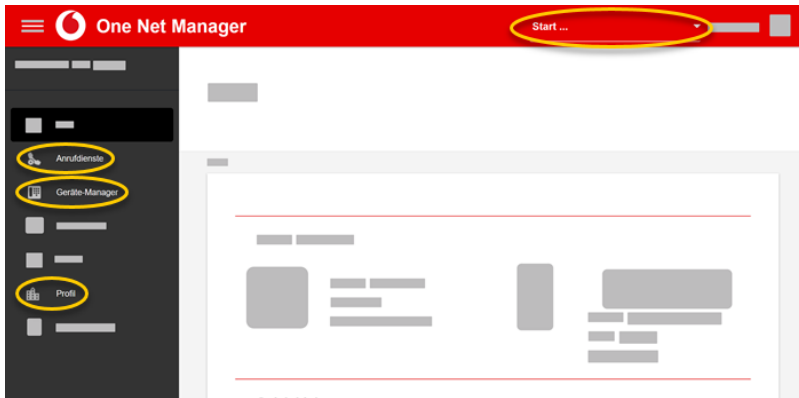 One Net Manager
Start ...
Anrufdienste
Geräte-Manager
Profil